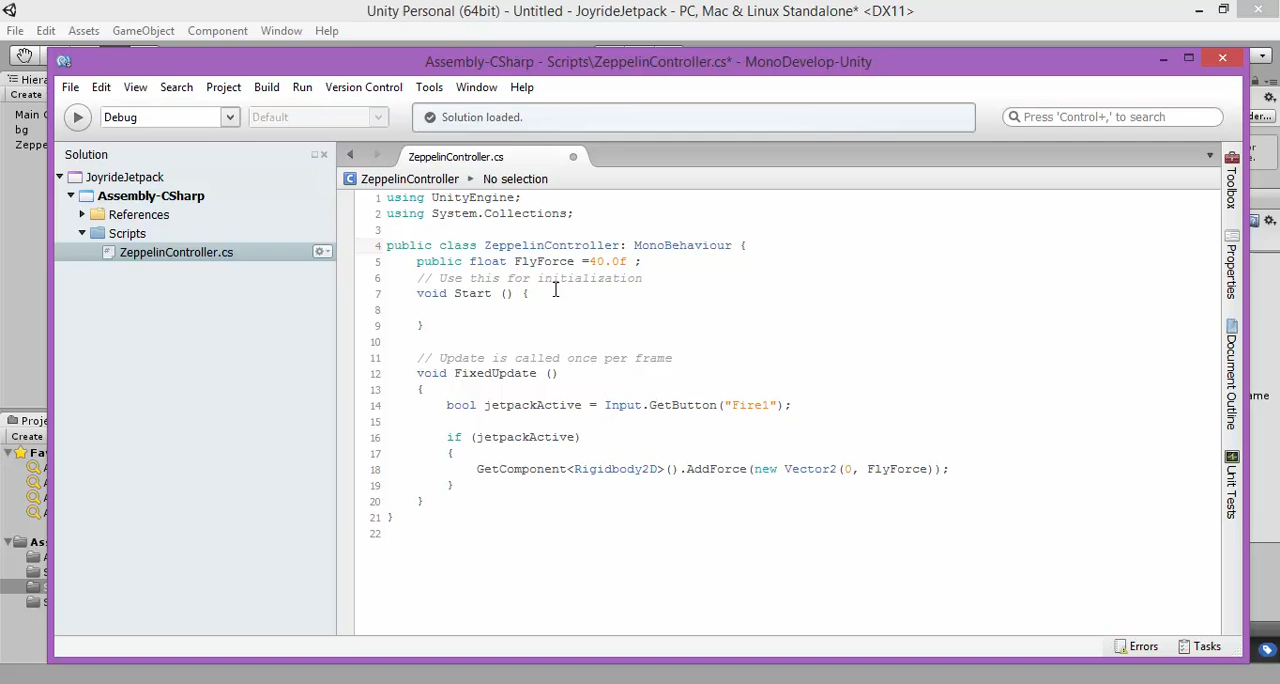 Unity Personal (64bit) - Untitled - JoyrideJetpack - PC, Mac & Linux Standalone* <DX11>
File Edit Assets GameObject Component Window Help
Assembly-CSharp - Scripts\ZeppelinController.cs* - MonoDevelop-Unity
Hiera
Create
Main C
bg
Zeppe
File Edit View Search Project Build Run Version Control Tools Window Help
Debug Default Solution loaded. Press 'Control+,' to search
Solution
JoyrideJetpack
Assembly-CSharp
References
Scripts
ZeppelinController.cs
ZeppelinController.cs
ZeppelinController No selection
1 using UnityEngine;
2 using System.Collections;
3
4 public class ZeppelinController: MonoBehaviour {
5 public float FlyForce =40.0f ;
6 // Use this for initialization
7 void Start () {
8
9 }
10
11 // Update is called once per frame
12 void FixedUpdate ()
13 {
14 bool jetpackActive = Input.GetButton("Fire1");
15
16 if (jetpackActive)
17 {
18 GetComponent<Rigidbody2D>().AddForce(new Vector2(0, FlyForce));
19 }
20 }
21 }
22
Toolbox
Properties
Document Outline
Unit Tests
Errors Tasks
Proje
Create
Fav
Ass
ame